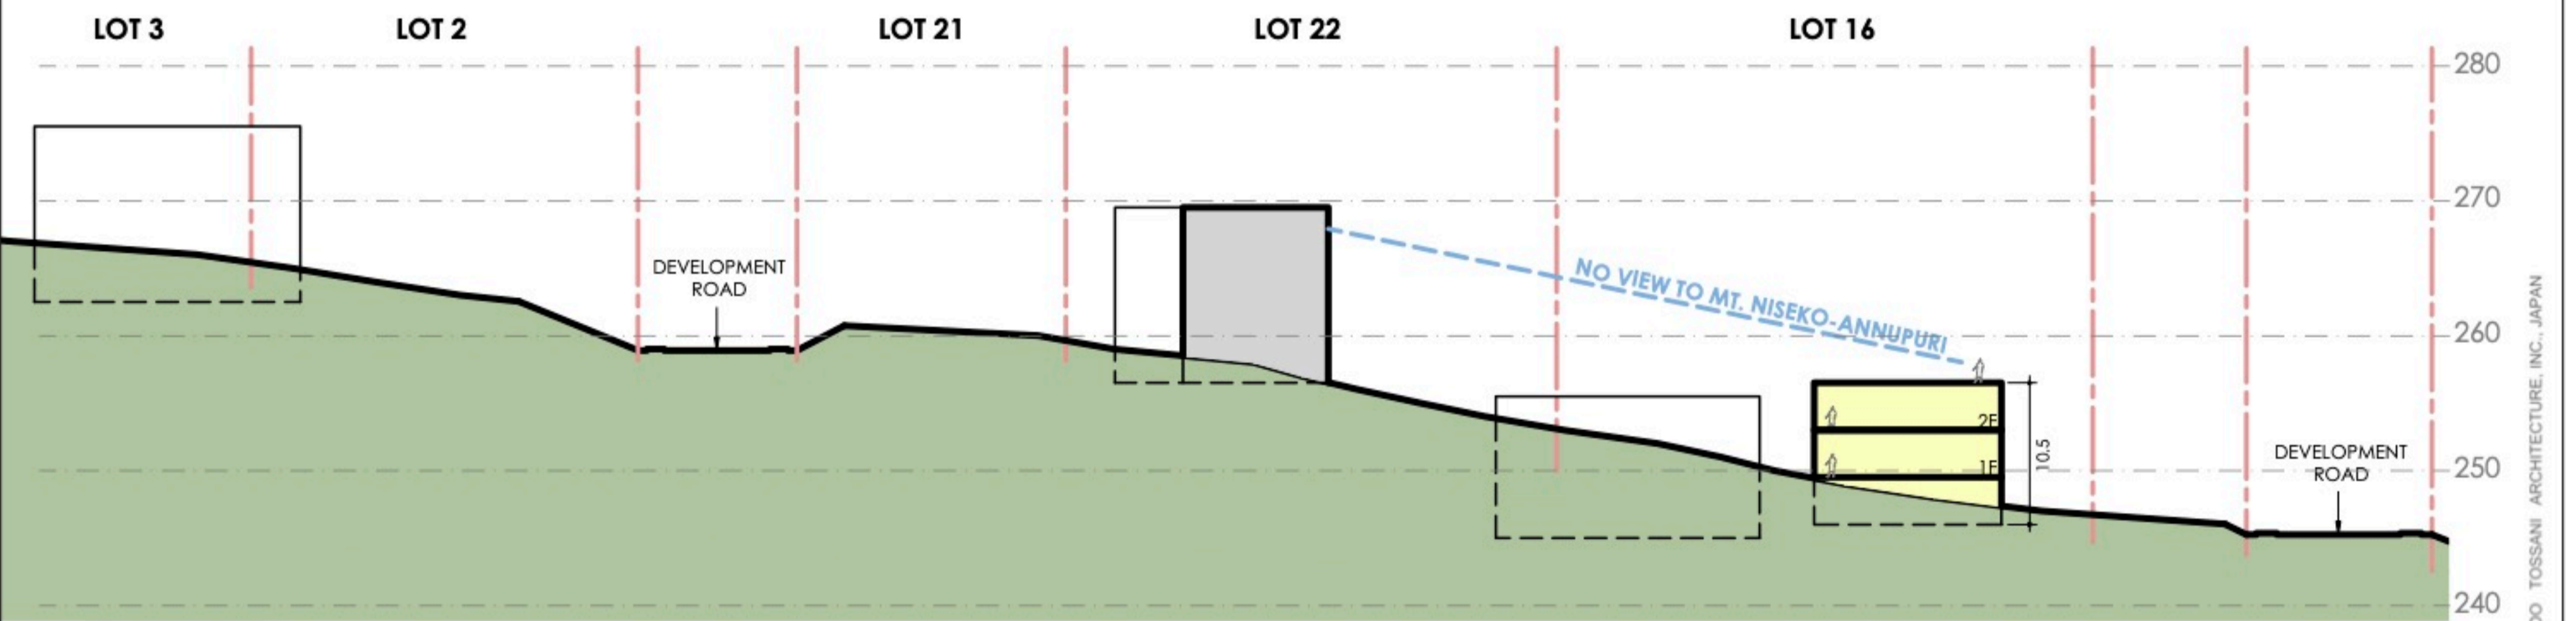 LOT 3
LOT 2
LOT 21
LOT 22
LOT 16
280
270
260
250
240
DEVELOPMENT
ROAD
NO VIEW TO MT. NISEKO-ANNUPURI
2F
1F
10.5
DEVELOPMENT
ROAD
TOSSANI ARCHITECTURE, INC., JAPAN